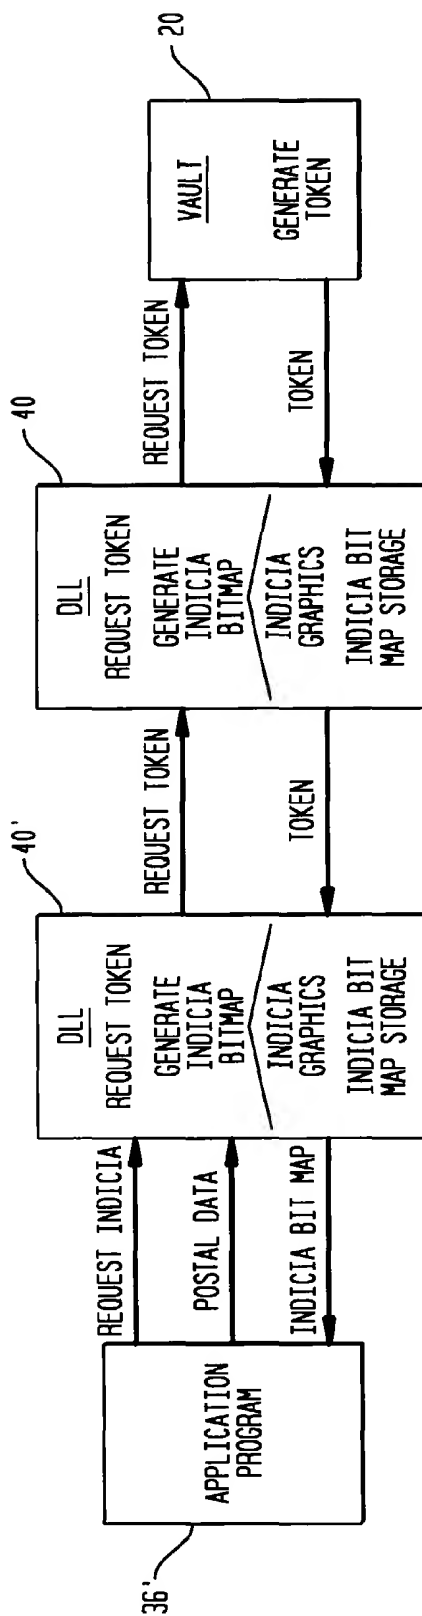 36'
APPLICATION
PROGRAM
REQUEST INDICIA
POSTAL DATA
INDICIA BIT MAP
40'
DLL
REQUEST TOKEN
GENERATE
INDICIA
BITMAP
INDICIA
GRAPHICS
INDICIA BIT
MAP STORAGE
REQUEST TOKEN
TOKEN
40
DLL
REQUEST TOKEN
GENERATE
INDICIA
BITMAP
INDICIA
GRAPHICS
INDICIA BIT
MAP STORAGE
REQUEST TOKEN
TOKEN
20
VAULT
GENERATE
TOKEN